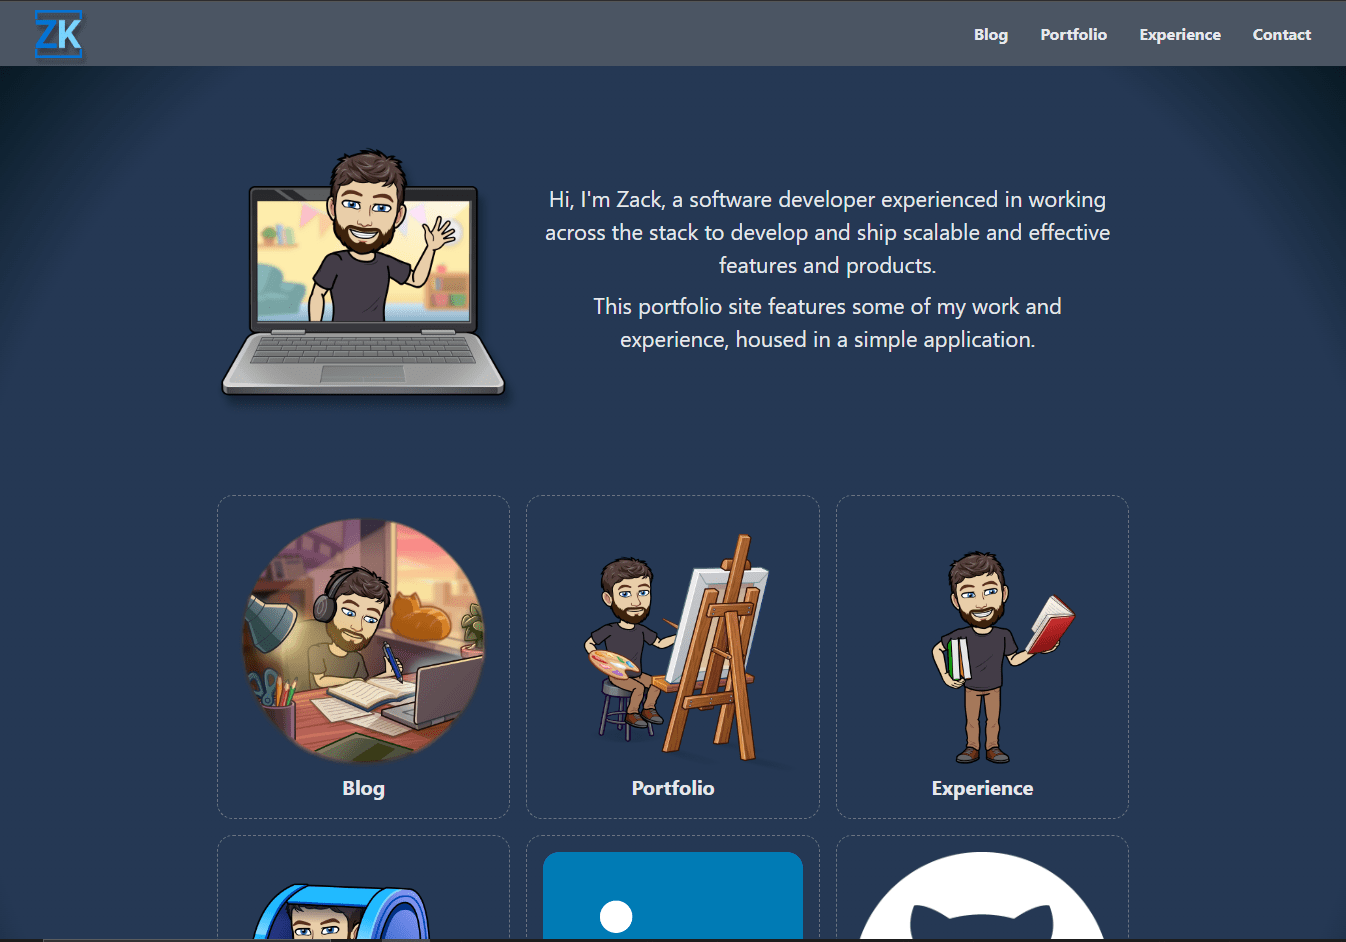 ZK
Blog
Portfolio
Experience
Contact
Hi, I'm Zack, a software developer experienced in working
across the stack to develop and ship scalable and effective
features and products.
This portfolio site features some of my work and
experience, housed in a simple application.
Blog
Portfolio
Experience